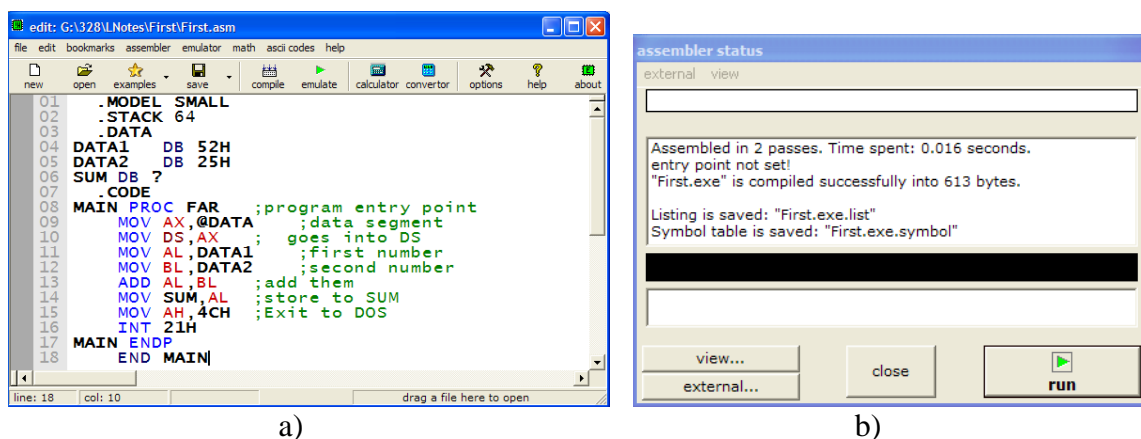 edit: G:\328\LNotes\First\First.asm
file edit bookmarks assembler emulator math ascii codes help
new open examples save compile emulate calculator convertor options help about
01 .MODEL SMALL
02 .STACK 64
03 .DATA
04 DATA1 DB 52H
05 DATA2 DB 25H
06 SUM DB ?
07 .CODE
08 MAIN PROC FAR ;program entry point
09 MOV AX,@DATA ;data segment
10 MOV DS,AX ; goes into DS
11 MOV AL,DATA1 ;first number
12 MOV BL,DATA2 ;second number
13 ADD AL,BL ;add them
14 MOV SUM,AL ;store to SUM
15 MOV AH,4CH ;Exit to DOS
16 INT 21H
17 MAIN ENDP
18 END MAIN
line: 18 col: 10 drag a file here to open
a)
assembler status
external view
Assembled in 2 passes. Time spent: 0.016 seconds.
entry point not set!
"First.exe" is compiled successfully into 613 bytes.
Listing is saved: "First.exe.list"
Symbol table is saved: "First.exe.symbol"
view...
external...
close
run
b)